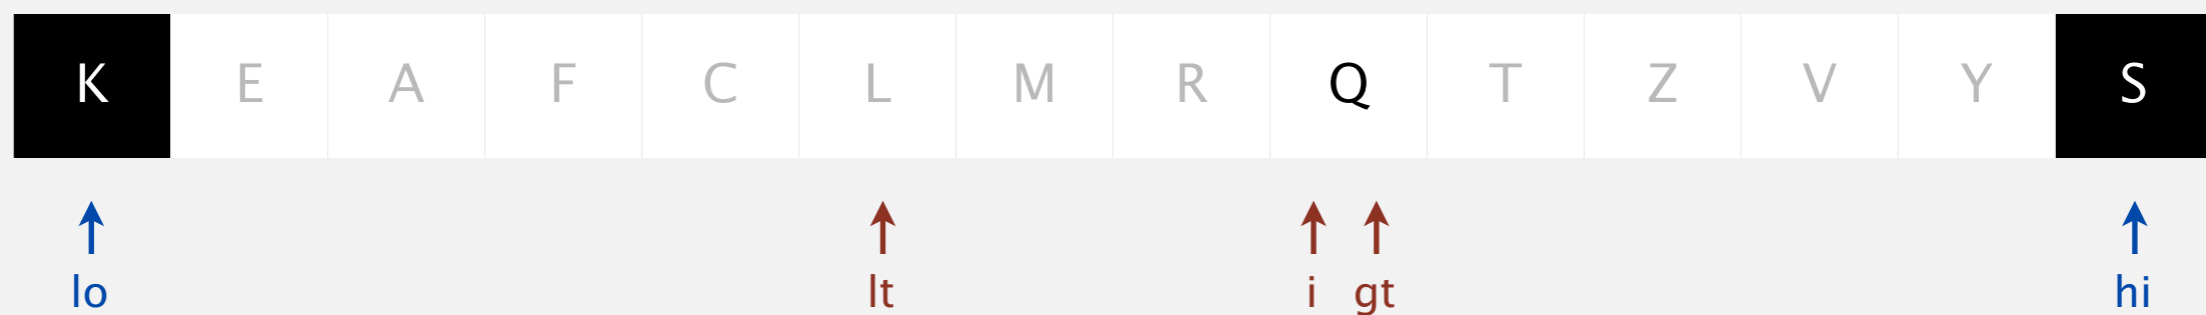 K E A F C L M R Q T Z V Y S
lo lt i gt hi